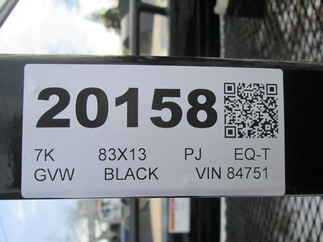 20158
7K 83X13 PJ EQ-T
GVW BLACK VIN 84751